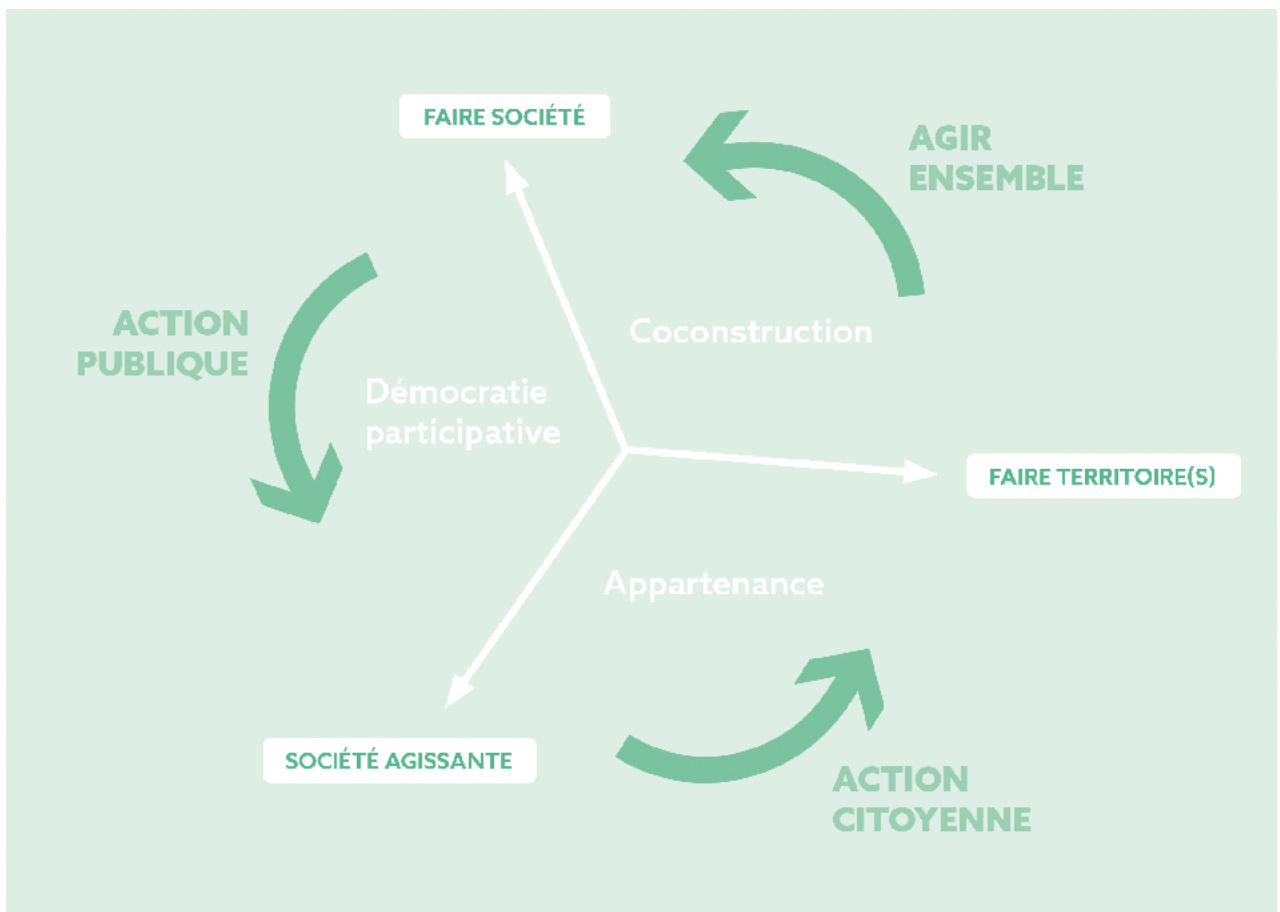 FAIRE SOCIÉTÉ
AGIR
ENSEMBLE
ACTION
PUBLIQUE
Coconstruction
Démocratie
participative
FAIRE TERRITOIRE(S)
Appartenance
SOCIÉTÉ AGISSANTE
ACTION
CITOYENNE